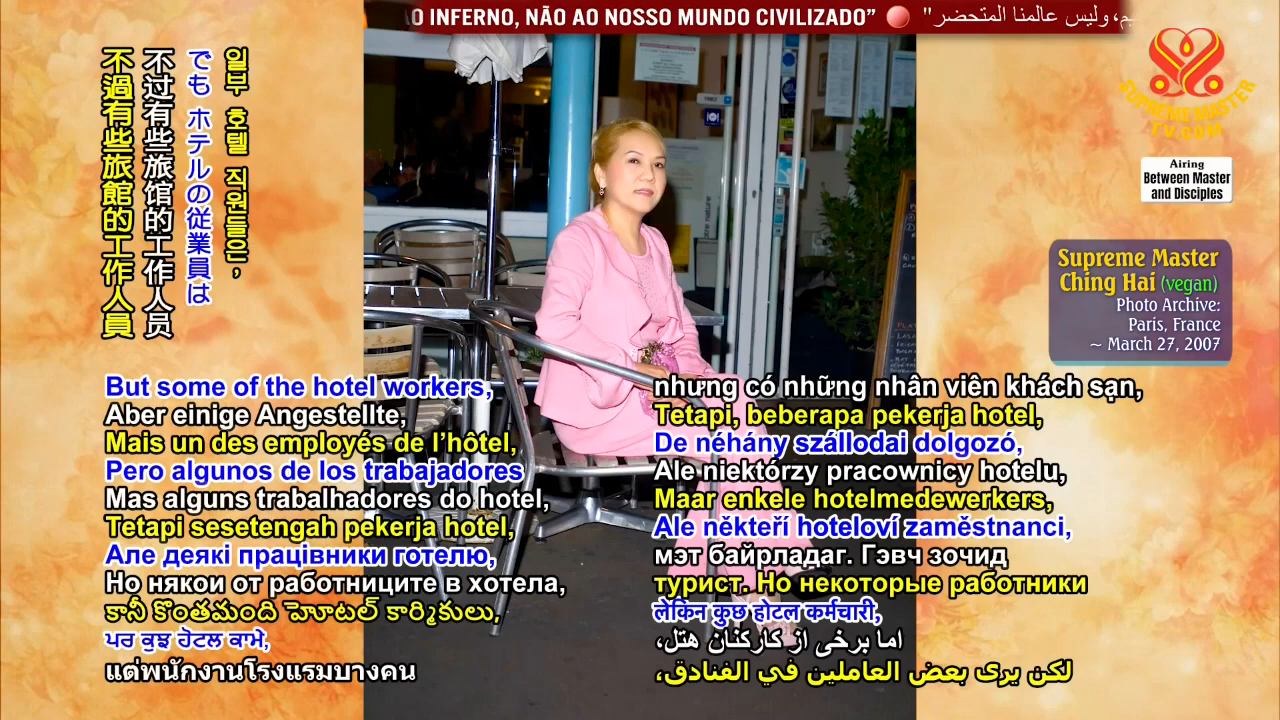 ÃO INFERNO, NÃO AO NOSSO MUNDO CIVILIZADO”
يم، وليس عالمنا المتحضر"
SUPREME MASTER
TV.COM
Airing
Between Master
and Disciples
Supreme Master
Ching Hai (vegan)
Photo Archive:
Paris, France
~ March 27, 2007
일부 호텔 직원들은,
でも ホテルの従業員は
不过有些旅馆的工作人员
不過有些旅館的工作人員
But some of the hotel workers,
Aber einige Angestellte,
Mais un des employés de l’hôtel,
Pero algunos de los trabajadores
Mas alguns trabalhadores do hotel,
Tetapi sesetengah pekerja hotel,
Але деякі працівники готелю,
Но някои от работниците в хотела,
కానీ కొంతమంది హెూటల్ కార్మికులు,
ਪਰ ਕੁਝ ਹੋਟਲ ਕਾਮੇ,
แต่พนักงานโรงแรมบางคน
nhưng có những nhân viên khách sạn,
Tetapi, beberapa pekerja hotel,
De néhány szállodai dolgozó,
Ale niektórzy pracownicy hotelu,
Maar enkele hotelmedewerkers,
Ale někteří hoteloví zaměstnanci,
мэт байрладаг. Гэвч зочид
турист. Но некоторые работники
लेकिन कुछ होटल कर्मचारी,
اما برخی از کارکنان هتل،
لكن يرى بعض العاملين في الفنادق،